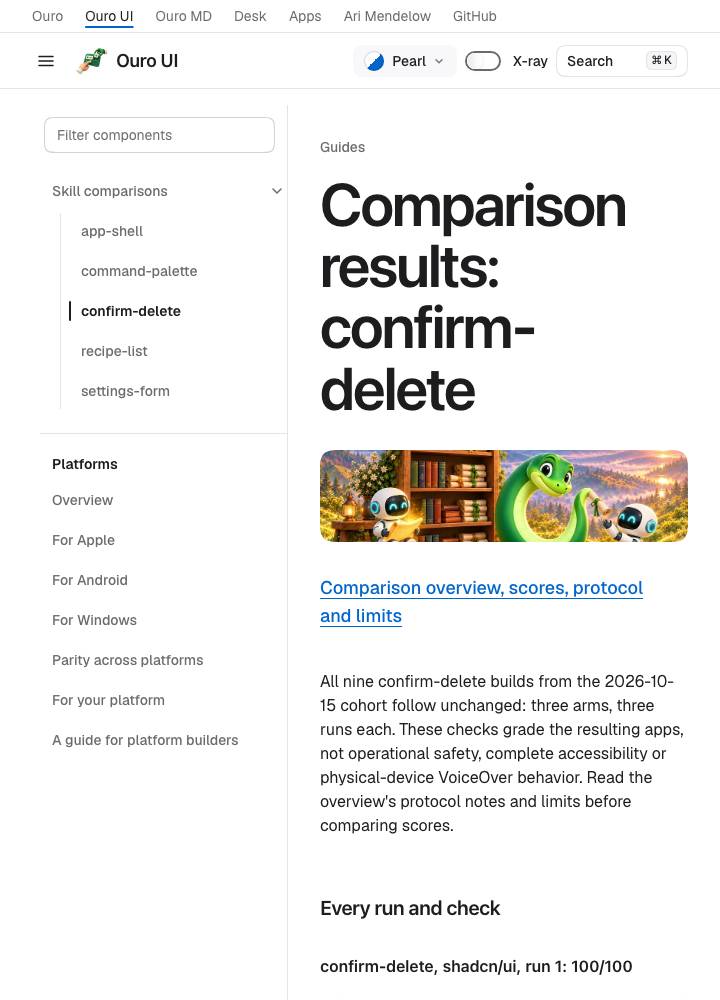 Ouro Ouro UI Ouro MD Desk Apps Ari Mendelow GitHub
Ouro UI Pearl X-ray Search ⌘ K
Filter components
Skill comparisons
app-shell
command-palette
confirm-delete
recipe-list
settings-form
Platforms
Overview
For Apple
For Android
For Windows
Parity across platforms
For your platform
A guide for platform builders
Guides
Comparison
results:
confirm-
delete
Comparison overview, scores, protocol
and limits
All nine confirm-delete builds from the 2026-10-
15 cohort follow unchanged: three arms, three
runs each. These checks grade the resulting apps,
not operational safety, complete accessibility or
physical-device VoiceOver behavior. Read the
overview's protocol notes and limits before
comparing scores.
Every run and check
confirm-delete, shadcn/ui, run 1: 100/100